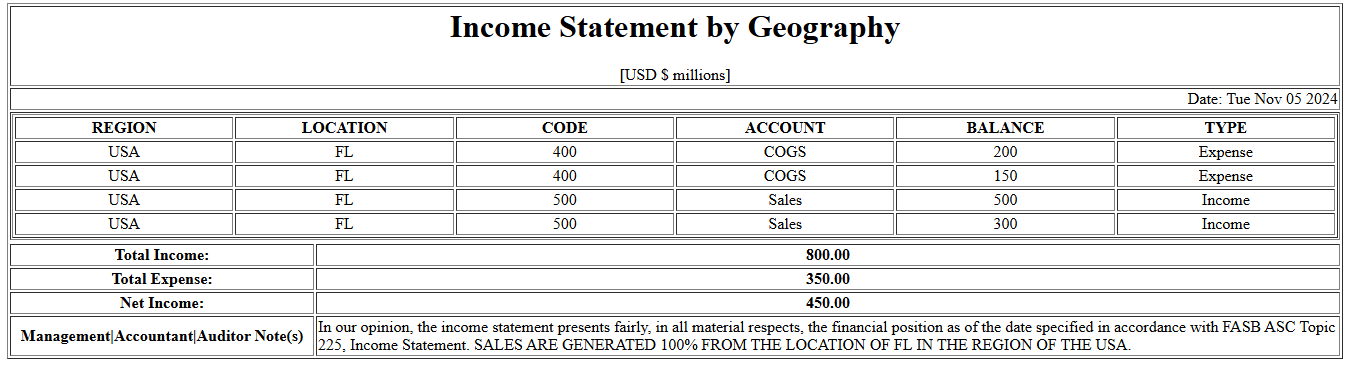 Income Statement by Geography
[USD $ millions]
Date: Tue Nov 05 2024
REGION LOCATION CODE ACCOUNT BALANCE TYPE
USA FL 400 COGS 200 Expense
USA FL 400 COGS 150 Expense
USA FL 500 Sales 500 Income
USA FL 500 Sales 300 Income
Total Income: 800.00
Total Expense: 350.00
Net Income: 450.00
Management|Accountant|Auditor Note(s)
In our opinion, the income statement presents fairly, in all material respects, the financial position as of the date specified in accordance with FASB ASC Topic
225, Income Statement. SALES ARE GENERATED 100% FROM THE LOCATION OF FL IN THE REGION OF THE USA.